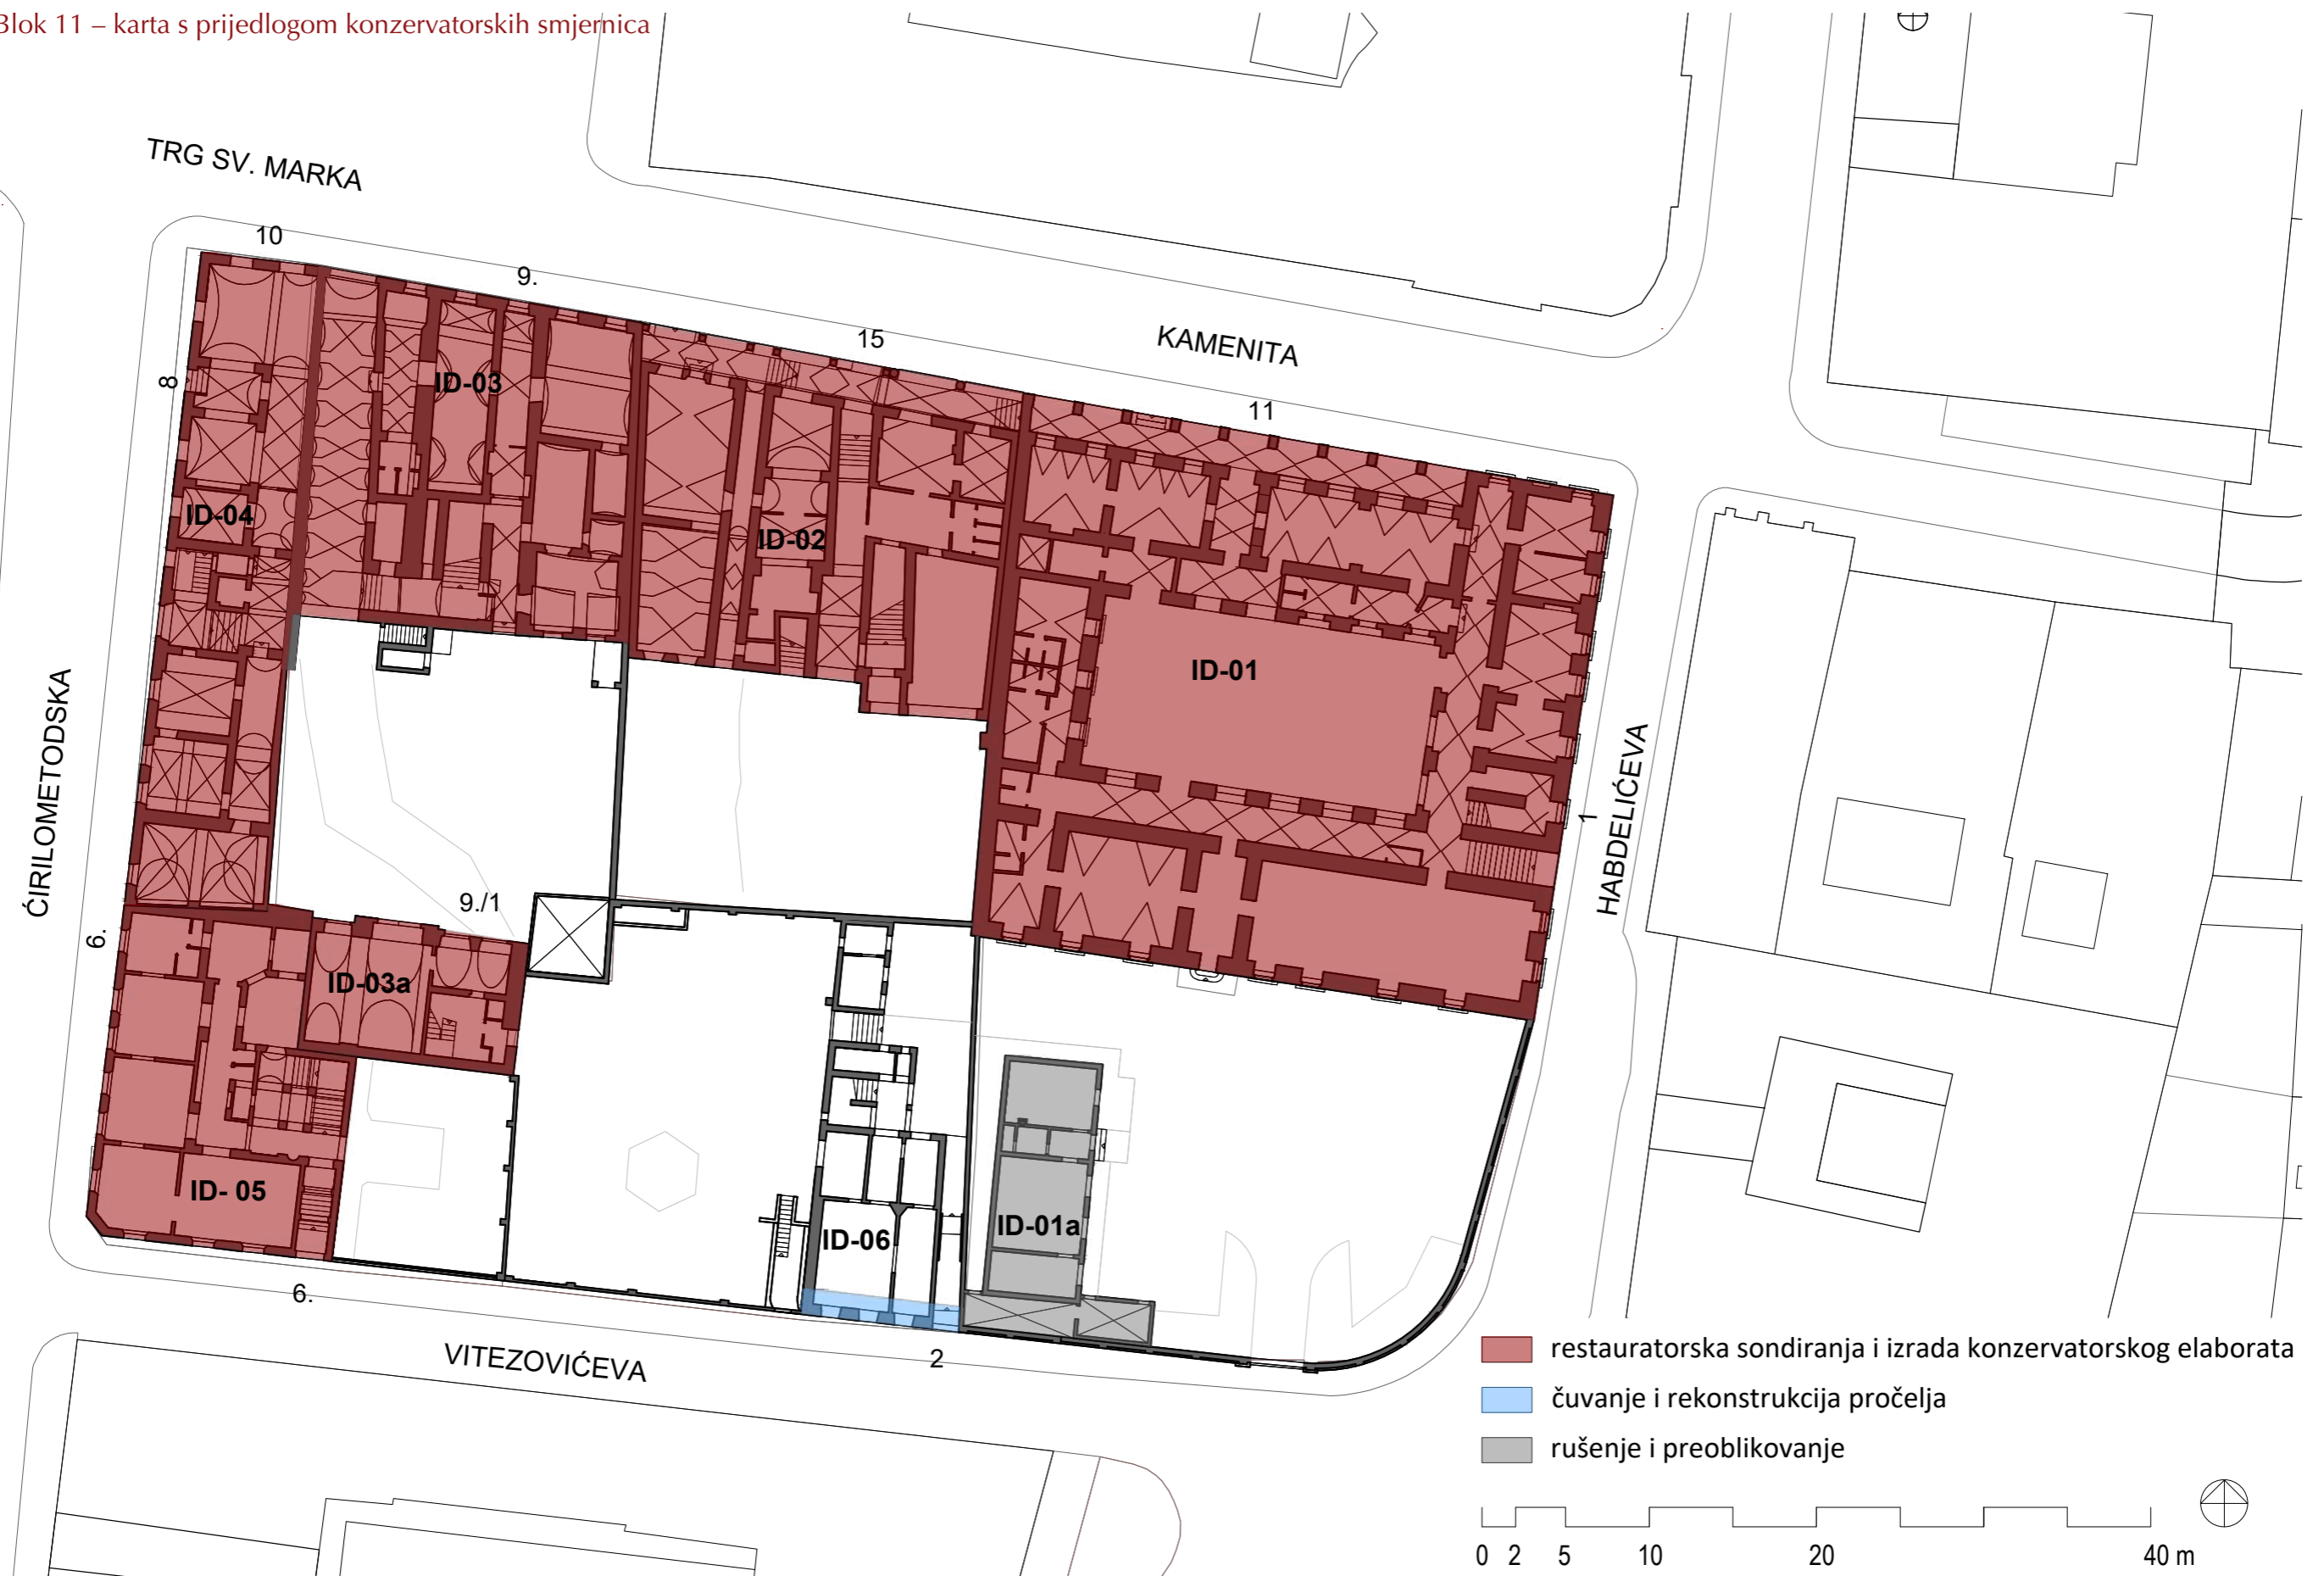 Blok 11 – karta s prijedlogom konzervatorskih smjernica
TRG SV. MARKA
10
9.
15
KAMENITA
11
8
ID-03
ID-04
ID-02
ID-01
ĆIRILOMETODSKA
HABDELIĆEVA
1
9./1
6.
ID-03a
ID- 05
ID-06
ID-01a
6.
VITEZOVIĆEVA
2
restauratorska sondiranja i izrada konzervatorskog elaborata
čuvanje i rekonstrukcija pročelja
rušenje i preoblikovanje
0 2 5 10 20 40 m